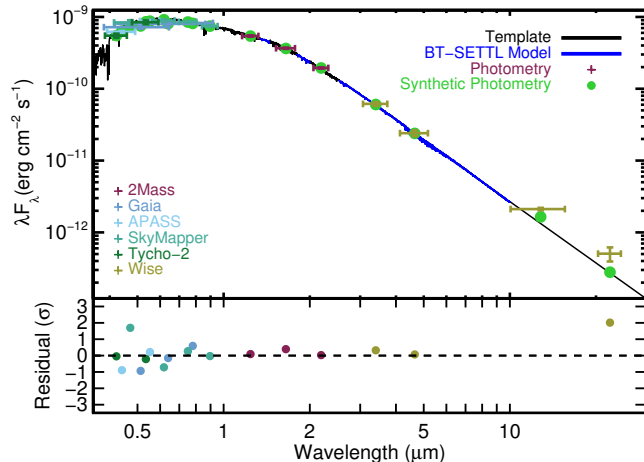 10⁻⁹
10⁻¹⁰
10⁻¹¹
10⁻¹²
λF_λ(erg cm⁻² s⁻¹)
Template
BT-SETTL Model
Photometry
Synthetic Photometry
2Mass
Gaia
APASS
SkyMapper
Tycho-2
Wise
3
2
1
0
-1
-2
-3
Residual (σ)
0.5
1
2
5
10
Wavelength (μm)